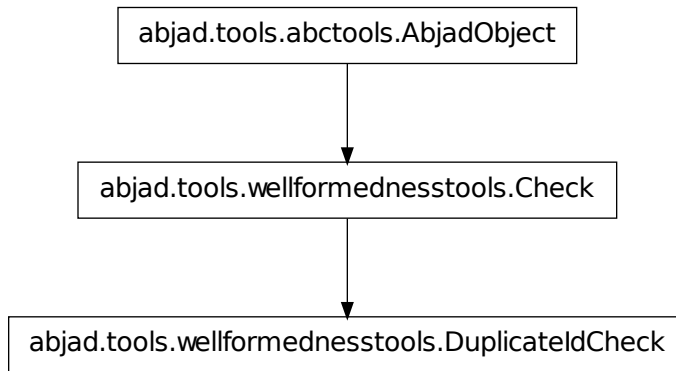 abjad.tools.abctools.AbjadObject
abjad.tools.wellformednesstools.Check
abjad.tools.wellformednesstools.DuplicateIdCheck